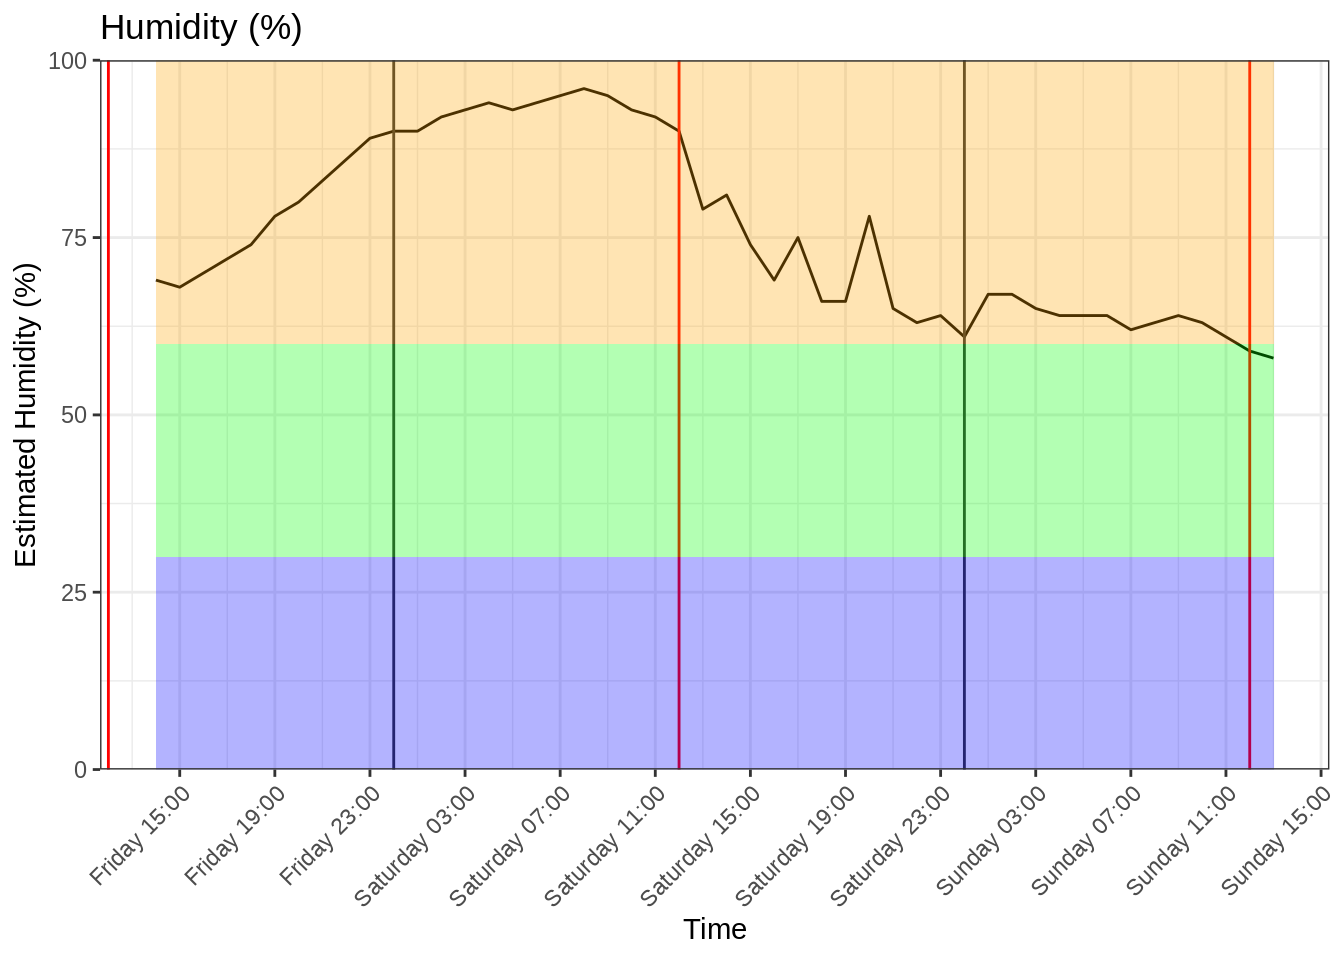 Humidity (%)
Estimated Humidity (%)
100
75
50
25
0
Friday 15:00
Friday 19:00
Friday 23:00
Saturday 03:00
Saturday 07:00
Saturday 11:00
Saturday 15:00
Saturday 19:00
Saturday 23:00
Sunday 03:00
Sunday 07:00
Sunday 11:00
Sunday 15:00
Time